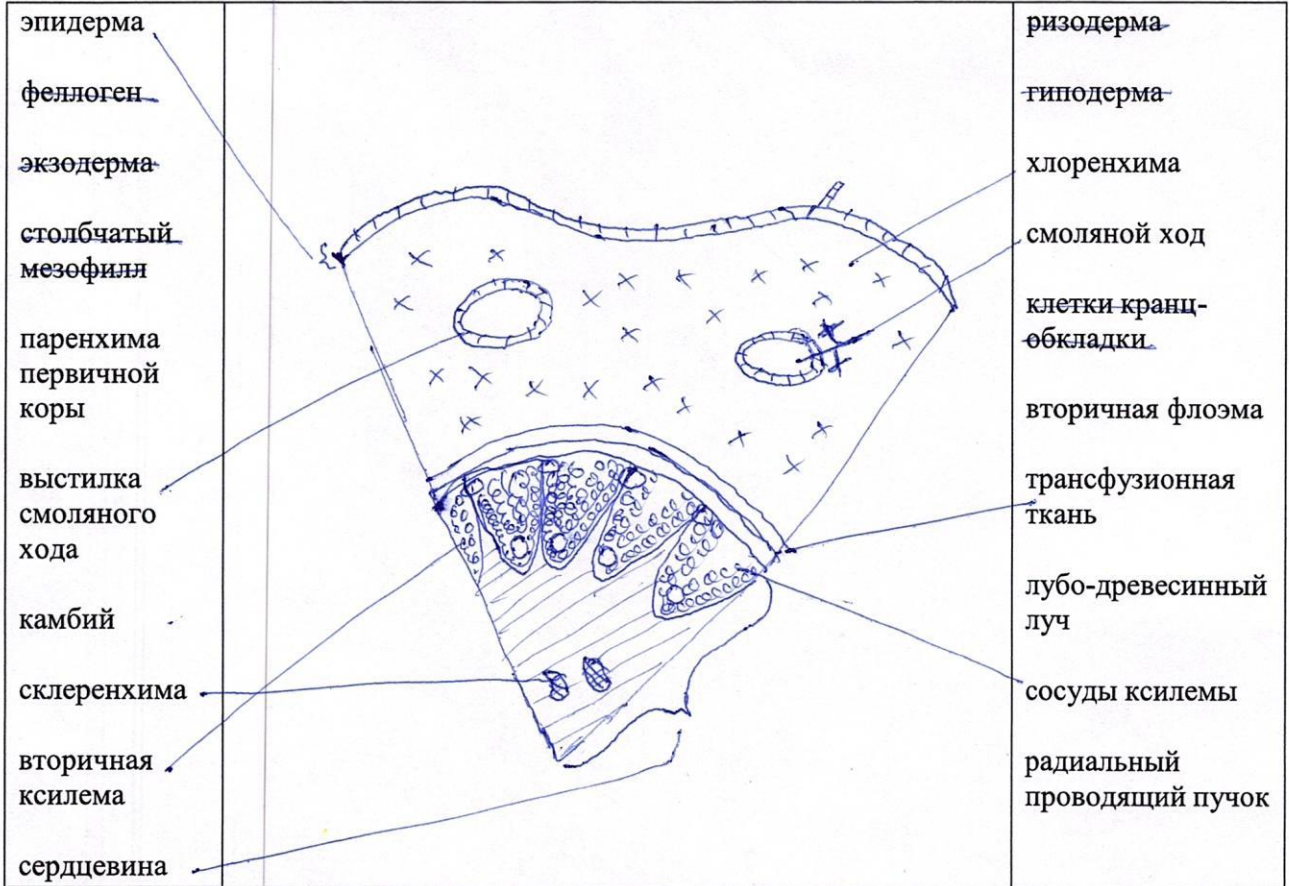 эпидерма
феллоген
экзодерма
столбчатый
мезофилл
паренхима
первичной
коры
выстилка
смоляного
хода
камбий
склеренхима
вторичная
ксилема
сердцевина
ризодерма
гиподерма
хлоренхима
смоляной ход
клетки кранц-
обкладки
вторичная флоэма
трансфузионная
ткань
лубо-древесинный
луч
сосуды ксилемы
радиальный
проводящий пучок